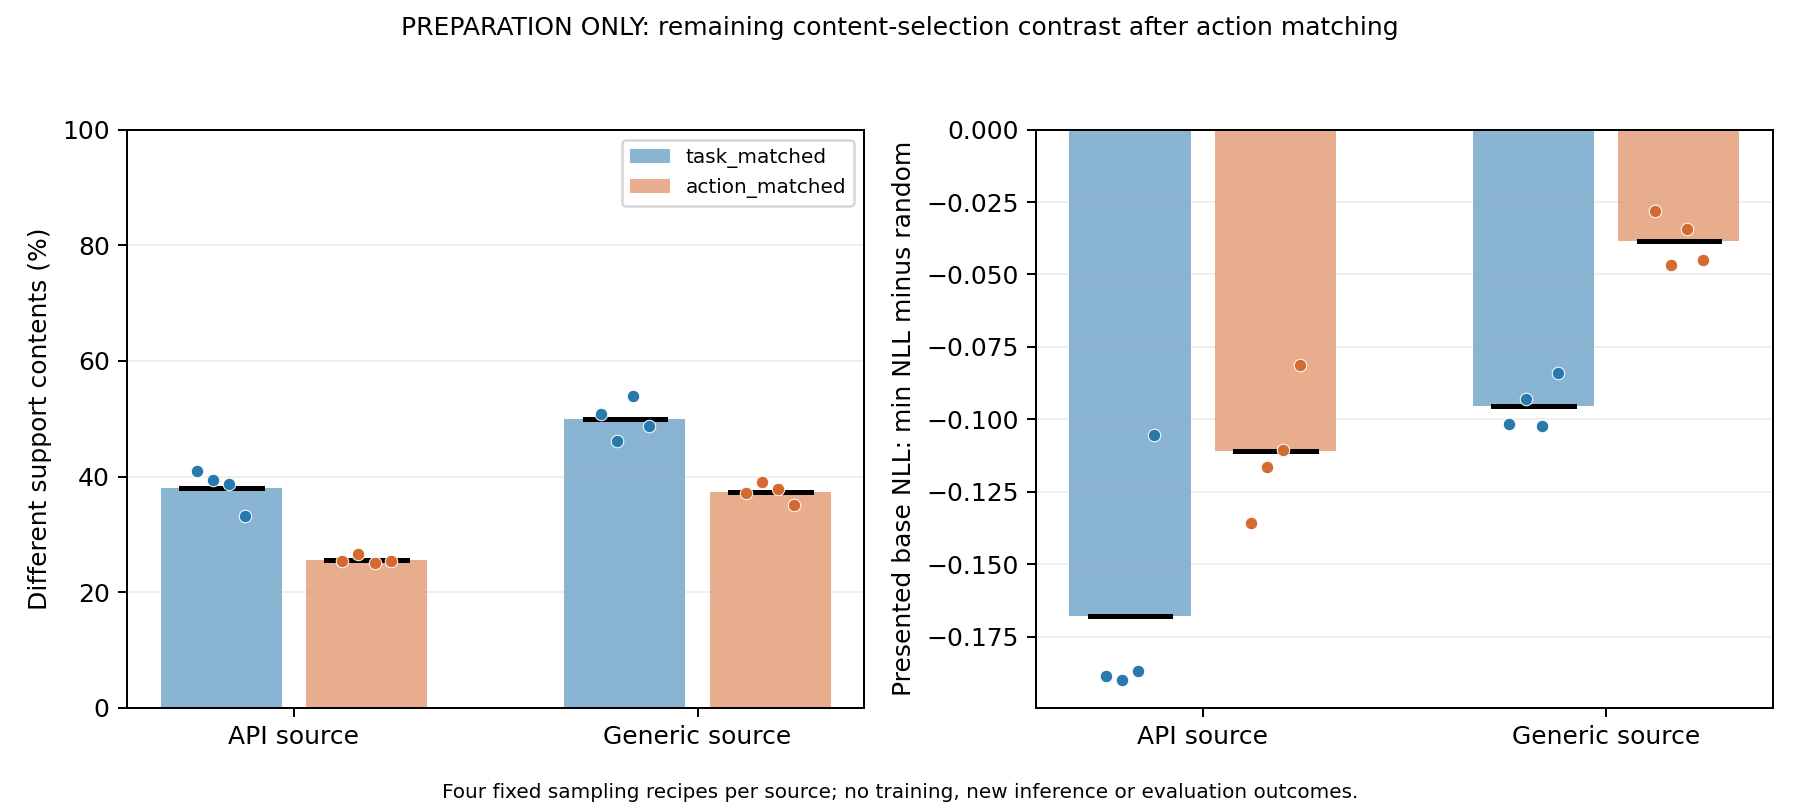 PREPARATION ONLY: remaining content-selection contrast after action matching
Different support contents (%)
100
80
60
40
20
0
task_matched
action_matched
API source
Generic source
Presented base NLL: min NLL minus random
0.000
−0.025
−0.050
−0.075
−0.100
−0.125
−0.150
−0.175
API source
Generic source
Four fixed sampling recipes per source; no training, new inference or evaluation outcomes.